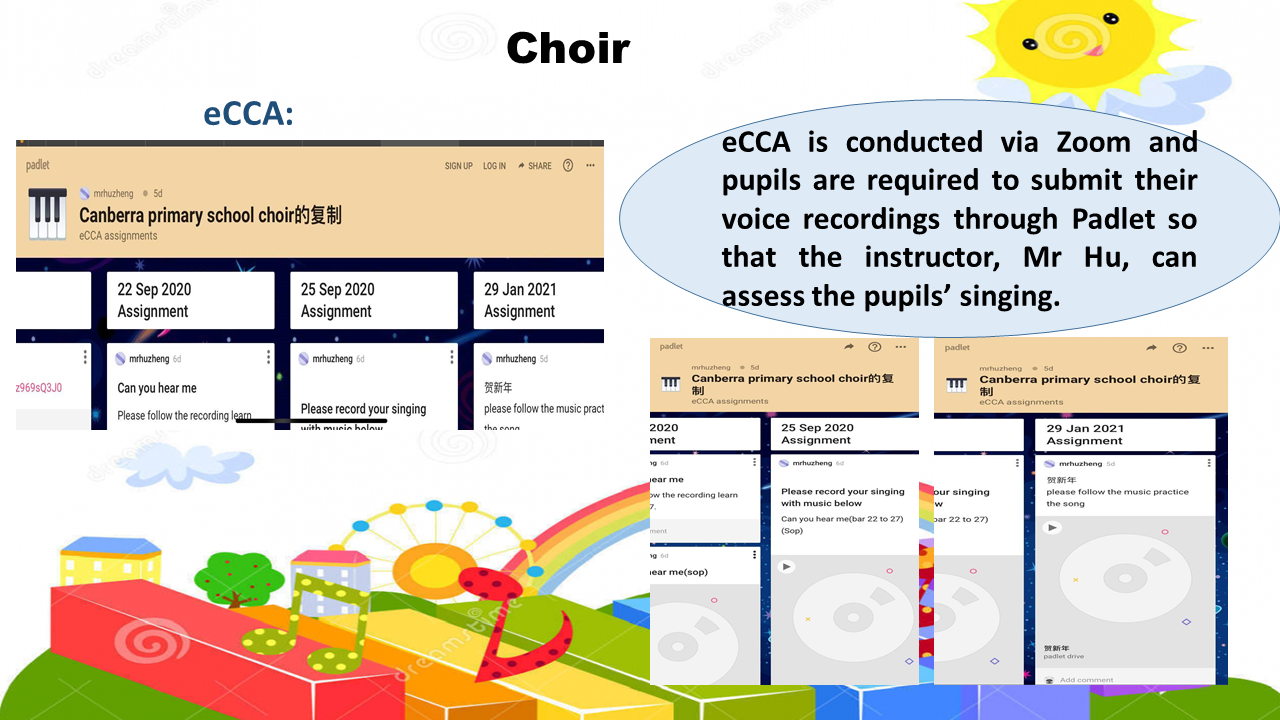 Choir
eCCA:
padlet
SIGN UP LOG IN SHARE ? ...
mrhuzheng 5d
Canberra primary school choir的复制
eCCA assignments
22 Sep 2020
Assignment
25 Sep 2020
Assignment
29 Jan 2021
Assignment
z969sQ3J0
mrhuzheng 6d
Can you hear me
Please follow the recording learn
mrhuzheng 6d
Please record your singing
with music below
mrhuzheng 5d
贺新年
please follow the music pract
the song
eCCA is conducted via Zoom and
pupils are required to submit their
voice recordings through Padlet so
that the instructor, Mr Hu, can
assess the pupils’ singing.
padlet
mrhuzheng 5d
Canberra primary school choir的复
制
eCCA assignments
2020
ment
25 Sep 2020
Assignment
ng 6d
ear me
ow the recording learn
7.
ment
ng 6d
ear me(sop)
mrhuzheng 6d
Please record your singing
with music below
Can you hear me(bar 22 to 27)
(Sop)
padlet
mrhuzheng 5d
Canberra primary school choir的复
制
eCCA assignments
29 Jan 2021
Assignment
our singing
w
bar 22 to 27)
mrhuzheng 5d
贺新年
please follow the music practice
the song
贺新年
padlet drive
Add comment
dreamstime